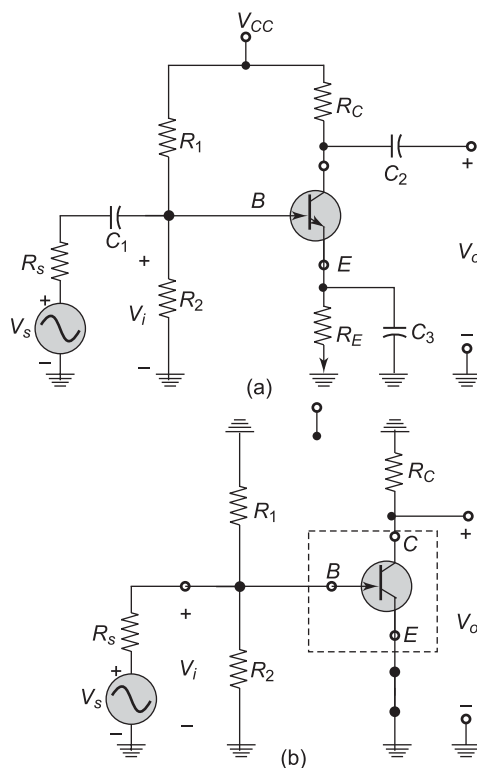 V_CC
R_C
R_1
C_2
+
B
C_1
R_s
+
E
V_o
+
R_2
V_i
V_s
R_E
C_3
−
−
−
(a)
R_C
R_1
+
C
B
+
R_s
E
V_o
+
V_i
R_2
V_s
−
−
−
(b)